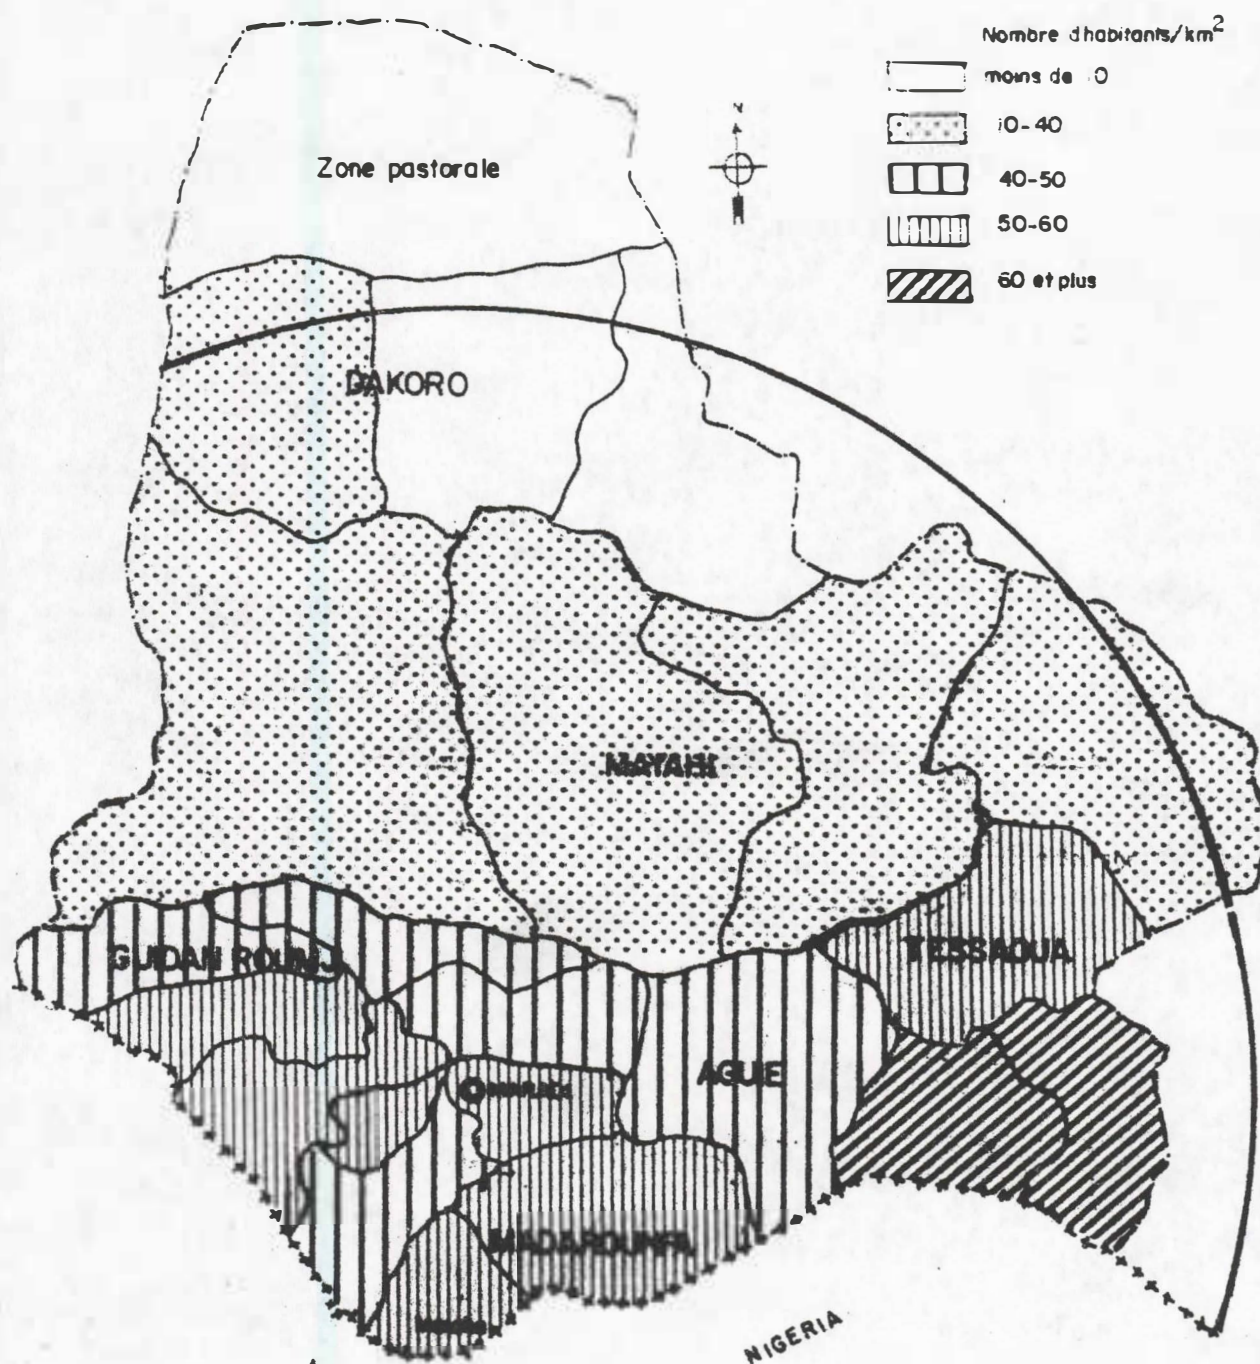 Nombre d'habitants/km²
moins de 10
10-40
40-50
50-60
60 et plus
N
Zone pastorale
DAKORO
MAYAHI
GUIDAN ROUMJI
TESSAOUA
AGUIE
MARADI
MADAROUNFA
NIGERIA